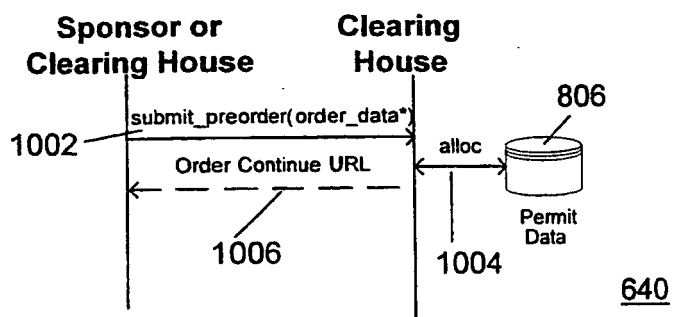 Sponsor or
Clearing House
Clearing
House
submit_preorder(order_data*)
1002
806
alloc
Order Continue URL
1006
1004
Permit
Data
640